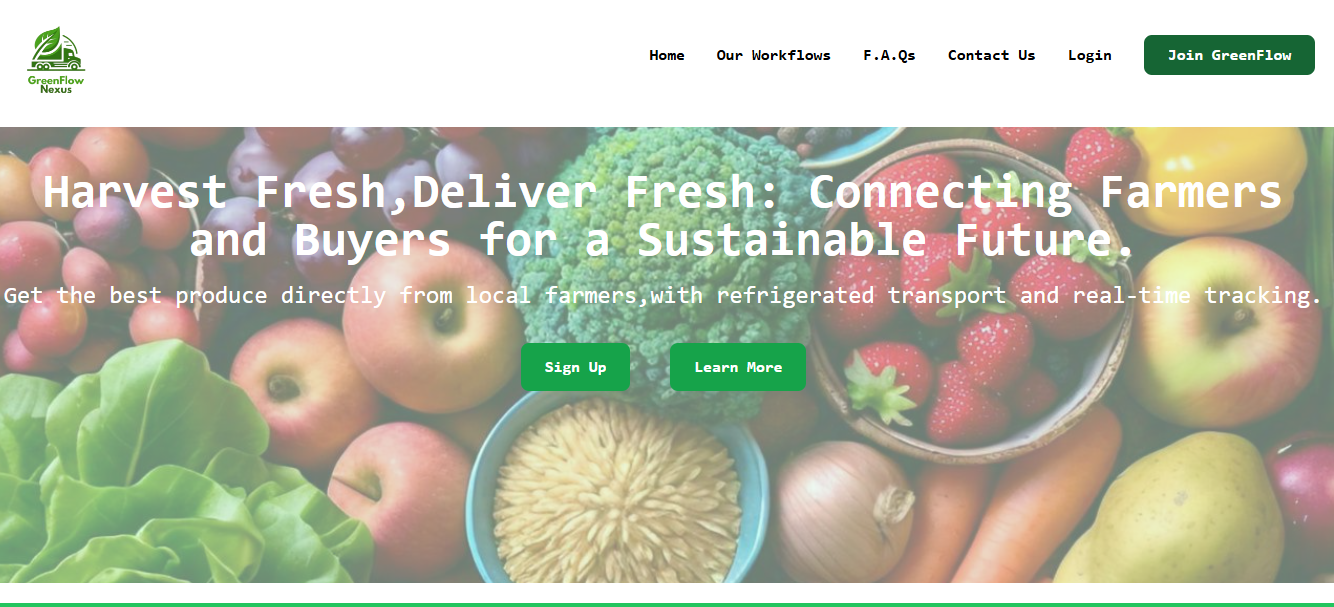 GreenFlow
Nexus
Home
Our Workflows
F.A.Qs
Contact Us
Login
Join GreenFlow
Harvest Fresh,Deliver Fresh: Connecting Farmers
and Buyers for a Sustainable Future.
Get the best produce directly from local farmers,with refrigerated transport and real-time tracking.
Sign Up
Learn More